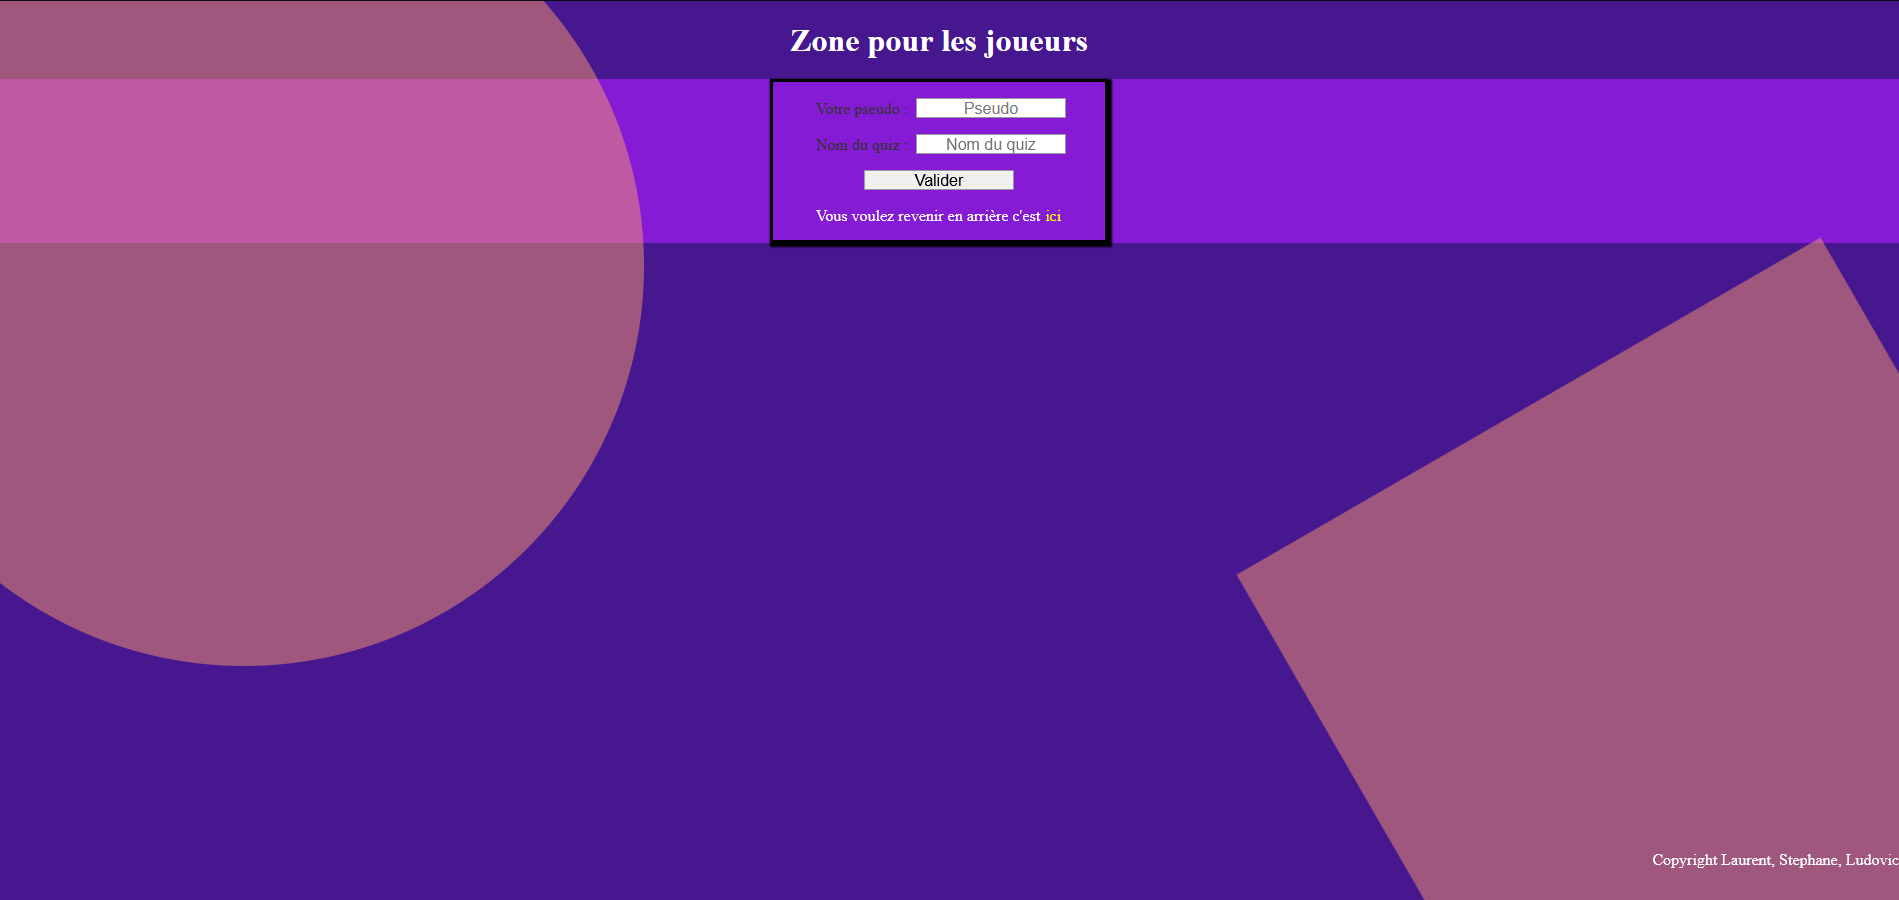 Zone pour les joueurs
Votre pseudo : Pseudo
Nom du quiz : Nom du quiz
Valider
Vous voulez revenir en arrière c'est ici
Copyright Laurent, Stephane, Ludovic